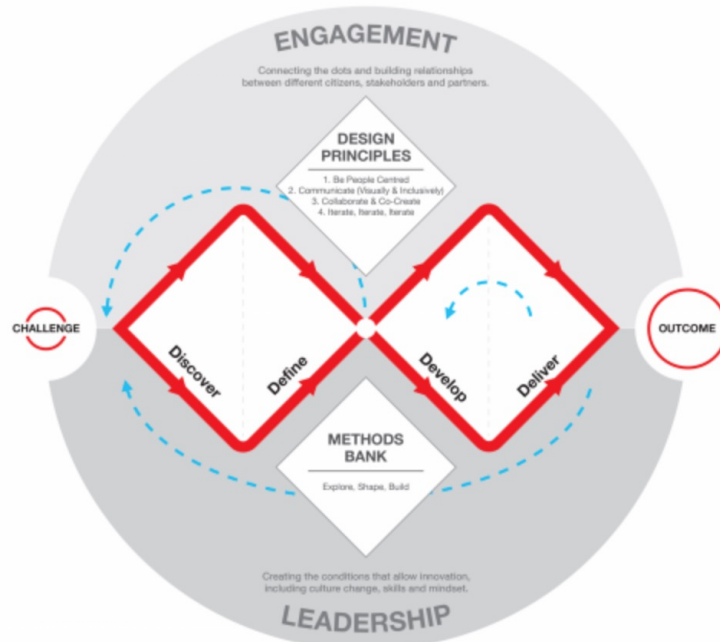 ENGAGEMENT
Connecting the dots and building relationships
between different citizens, stakeholders and partners.
DESIGN
PRINCIPLES
1. Be People Centred
2. Communicate (Visually & Inclusively)
3. Collaborate & Co-Create
4. Iterate, Iterate, Iterate
CHALLENGE
OUTCOME
Discover
Define
Develop
Deliver
METHODS
BANK
Explore, Shape, Build
Creating the conditions that allow innovation,
including culture change, skills and mindset.
LEADERSHIP